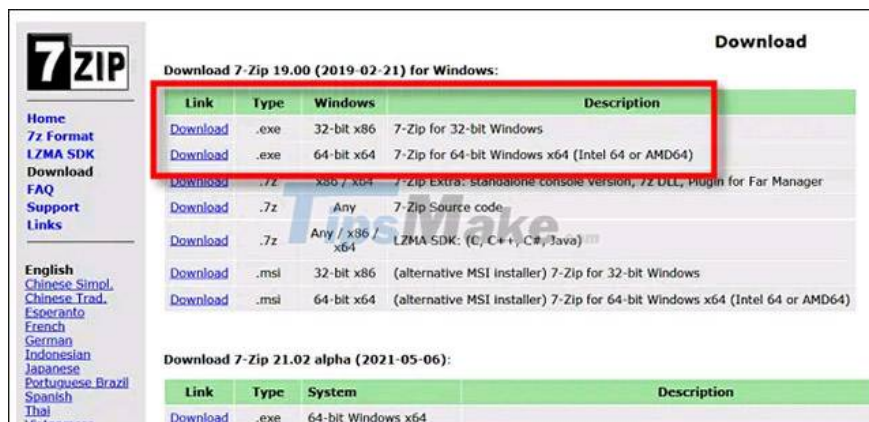 7 ZIP
Home
7z Format
LZMA SDK
Download
FAQ
Support
Links
English
Chinese Simpl.
Chinese Trad.
Esperanto
French
German
Indonesian
Japanese
Portuguese Brazil
Spanish
Thai
Download
Download 7-Zip 19.00 (2019-02-21) for Windows:
Link Type Windows Description
Download .exe 32-bit x86 7-Zip for 32-bit Windows
Download .exe 64-bit x64 7-Zip for 64-bit Windows x64 (Intel 64 or AMD64)
Download .7z x86 / x64 7-Zip Extra: standalone console version, 7z DLL, Plugin for Far Manager
Download .7z Any 7-Zip Source code
Download .7z Any / x86 / x64 LZMA SDK: (C, C++, C#, Java)
Download .msi 32-bit x86 (alternative MSI installer) 7-Zip for 32-bit Windows
Download .msi 64-bit x64 (alternative MSI installer) 7-Zip for 64-bit Windows x64 (Intel 64 or AMD64)
TipsMake.com
Download 7-Zip 21.02 alpha (2021-05-06):
Link Type System Description
Download .exe 64-bit Windows x64